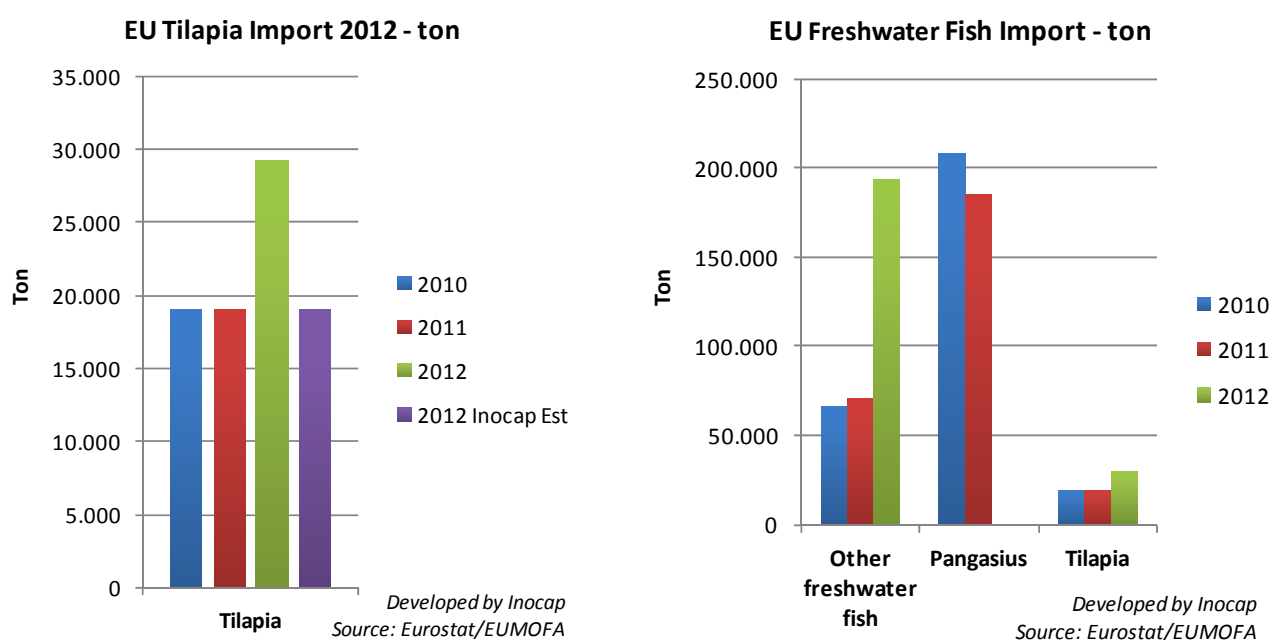 EU Tilapia Import 2012 - ton
35.000
30.000
25.000
20.000
15.000
10.000
5.000
0
Ton
Tilapia
2010
2011
2012
2012 Inocap Est
Developed by Inocap
Source: Eurostat/EUMOFA
EU Freshwater Fish Import - ton
250.000
200.000
150.000
100.000
50.000
0
Ton
Other
freshwater
fish
Pangasius
Tilapia
2010
2011
2012
Developed by Inocap
Source: Eurostat/EUMOFA